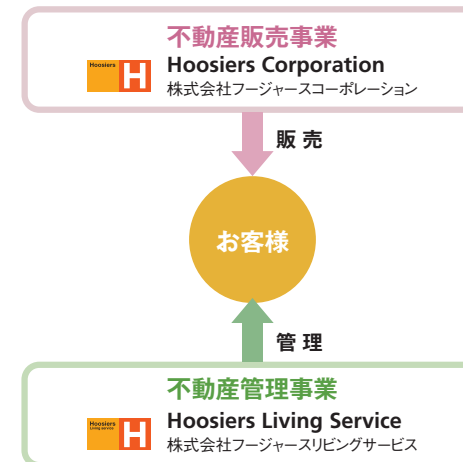 不動産販売事業
Hoosiers
H
Hoosiers Corporation
株式会社フージャースコーポレーション
販 売
お客様
管 理
不動産管理事業
Hoosiers
Living service
H
Hoosiers Living Service
株式会社フージャースリビングサービス